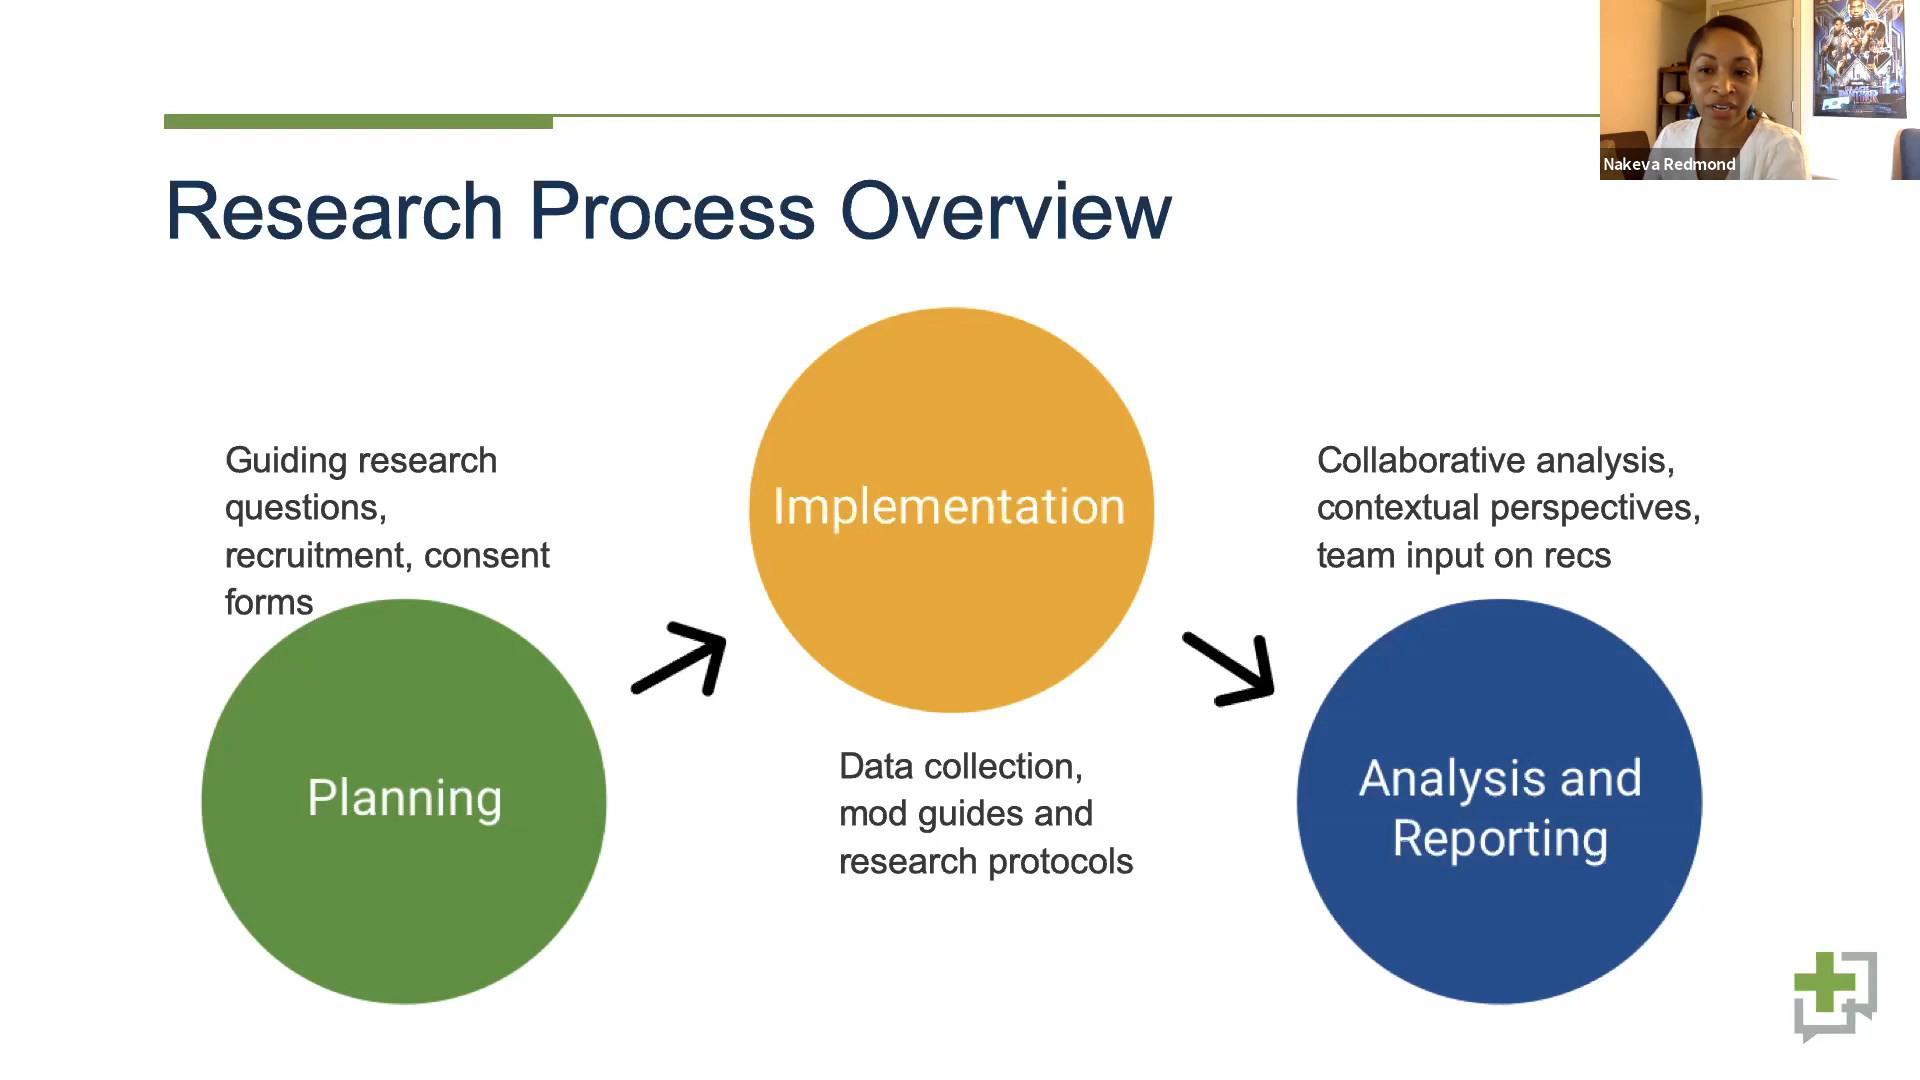 Nakeva Redmond
Research Process Overview
Guiding research
questions,
recruitment, consent
forms
Planning
Implementation
Data collection,
mod guides and
research protocols
Collaborative analysis,
contextual perspectives,
team input on recs
Analysis and
Reporting